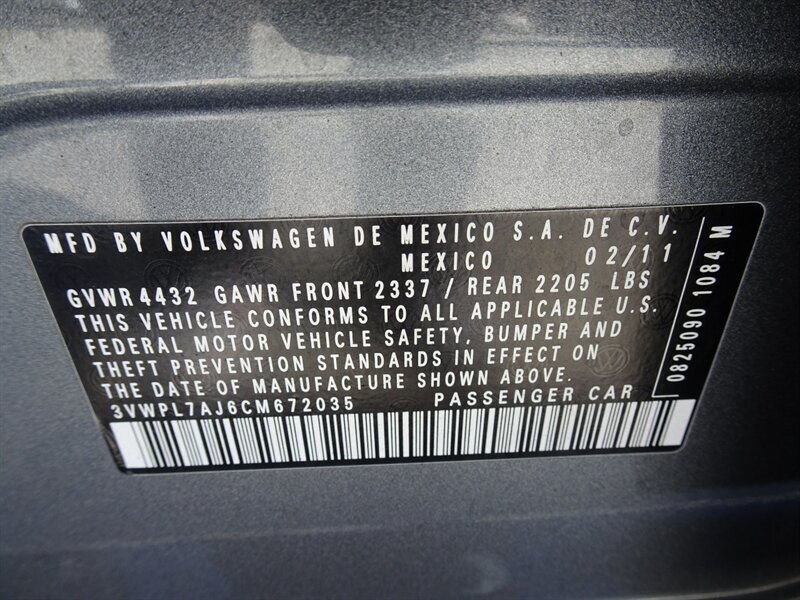 MFD BY VOLKSWAGEN DE MEXICO S.A. DE C.V.
MEXICO 02/11
GVWR4432 GAWR FRONT 2337 / REAR 2205 LBS
THIS VEHICLE CONFORMS TO ALL APPLICABLE U.S.
FEDERAL MOTOR VEHICLE SAFETY, BUMPER AND
THEFT PREVENTION STANDARDS IN EFFECT ON
THE DATE OF MANUFACTURE SHOWN ABOVE.
3VWPL7AJ6CM672035 PASSENGER CAR
0825090 1084 M